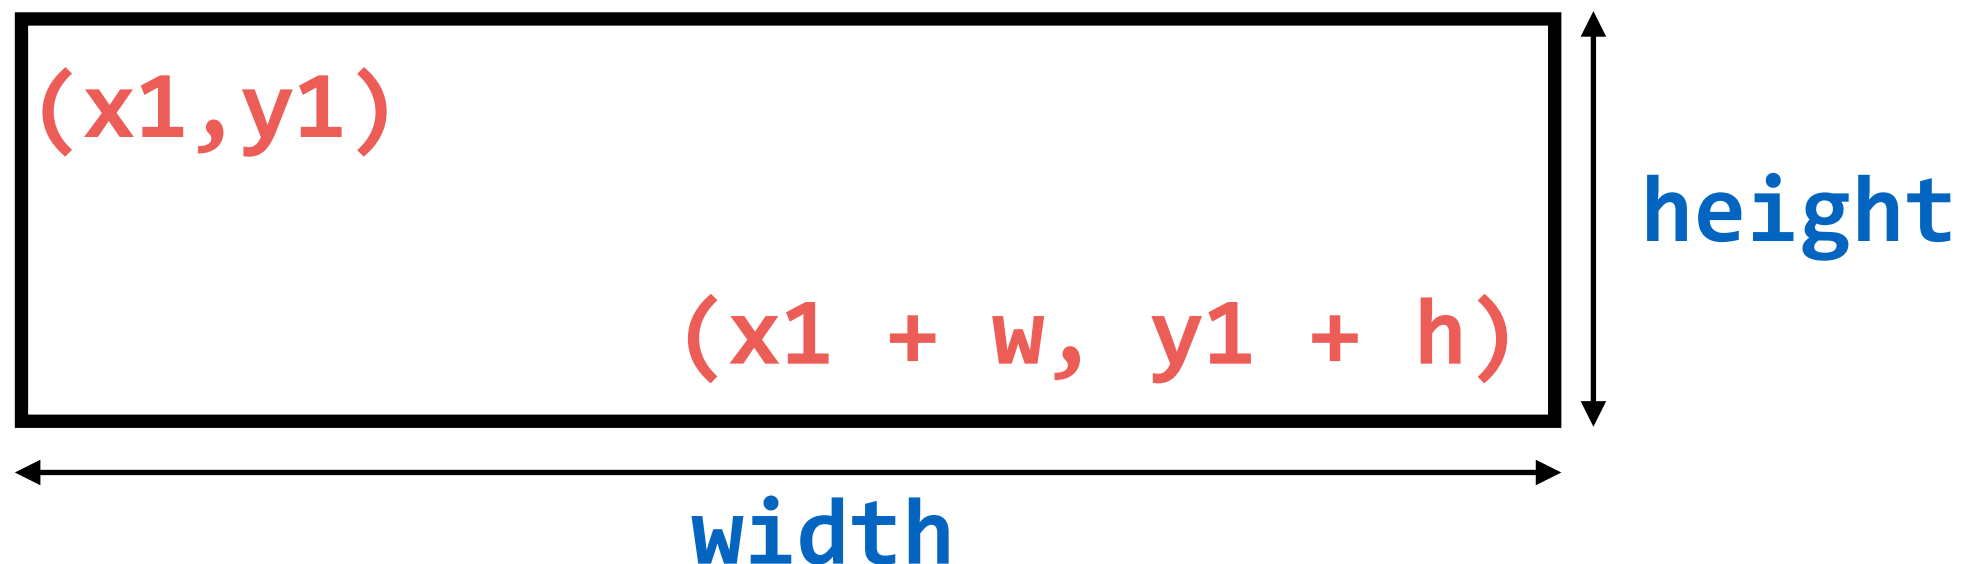 (x1,y1)
height
(x1 + w, y1 + h)
width